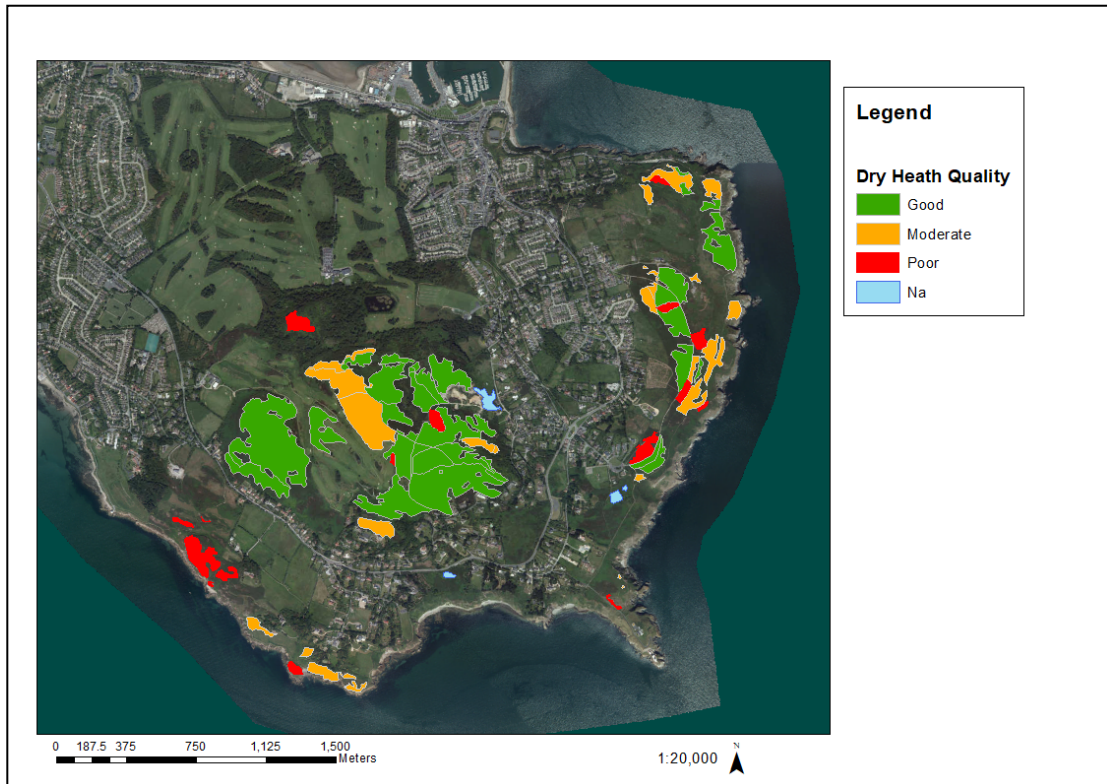 Legend
Dry Heath Quality
Good
Moderate
Poor
Na
0 187.5 375 750 1,125 1,500
Meters
1:20,000
N